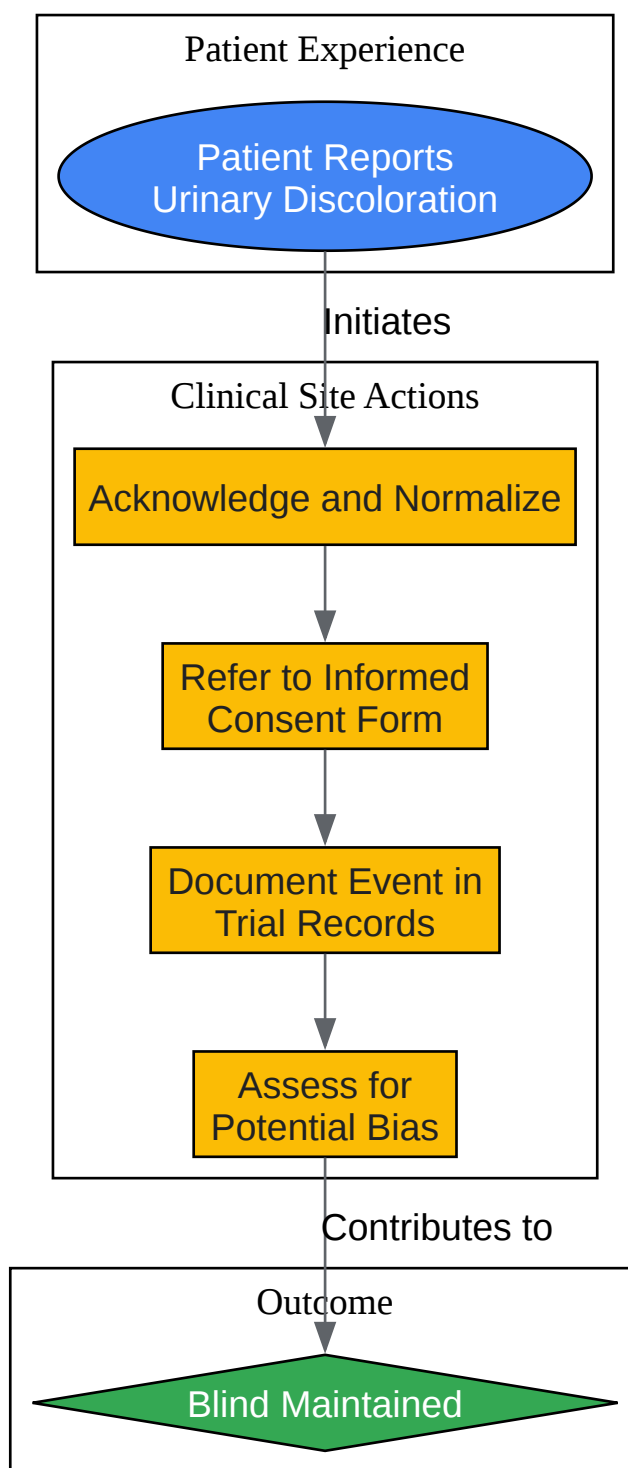 Patient Experience
Patient Reports
Urinary Discoloration
Initiates
Clinical Site Actions
Acknowledge and Normalize
Refer to Informed
Consent Form
Document Event in
Trial Records
Assess for
Potential Bias
Contributes to
Outcome
Blind Maintained